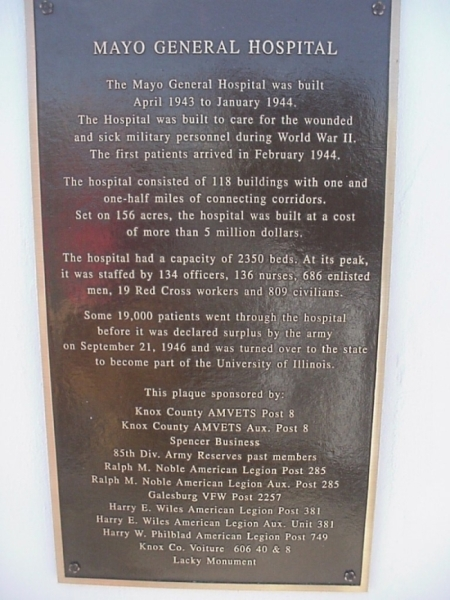 MAYO GENERAL HOSPITAL
The Mayo General Hospital was built
April 1943 to January 1944.
The Hospital was built to care for the wounded
and sick military personnel during World War II.
The first patients arrived in February 1944.
The hospital consisted of 118 buildings with one and
one-half miles of connecting corridors.
Set on 156 acres, the hospital was built at a cost
of more than 5 million dollars.
The hospital had a capacity of 2350 beds. At its peak,
it was staffed by 134 officers, 136 nurses, 686 enlisted
men, 19 Red Cross workers and 809 civilians.
Some 19,000 patients went through the hospital
before it was declared surplus by the army
on September 21, 1946 and was turned over to the state
to become part of the University of Illinois.
This plaque sponsored by:
Knox County AMVETS Post 8
Knox County AMVETS Aux. Post 8
Spencer Business
85th Div. Army Reserves past members
Ralph M. Noble American Legion Post 285
Ralph M. Noble American Legion Aux. Post 285
Galesburg VFW Post 2257
Harry E. Wiles American Legion Post 381
Harry E. Wiles American Legion Aux. Unit 381
Harry W. Philblad American Legion Post 749
Knox Co. Voiture 606 40 & 8
Lacky Monument